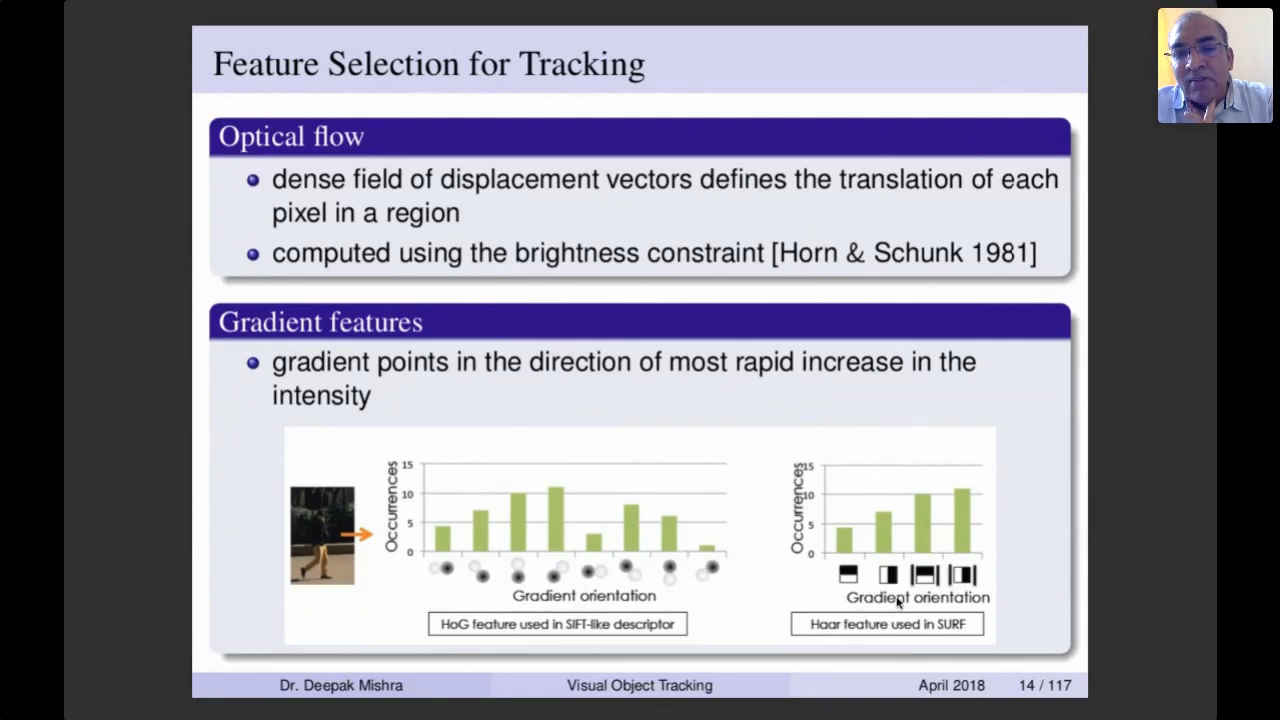 Feature Selection for Tracking
Optical flow
dense field of displacement vectors defines the translation of each
pixel in a region
computed using the brightness constraint [Horn & Schunk 1981]
Gradient features
gradient points in the direction of most rapid increase in the
intensity
Occurrences
15
10
5
0
Gradient orientation
HoG feature used in SIFT-like descriptor
Occurrences
15
10
5
0
Gradient orientation
Haar feature used in SURF
Dr. Deepak Mishra
Visual Object Tracking
April 2018
14 / 117